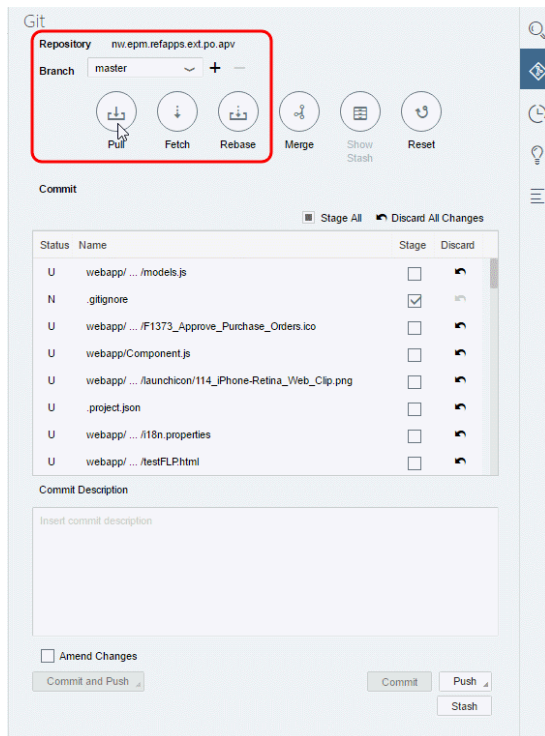 Git
Repository nw.epm.refapps.ext.po.apv
Branch master
Pull Fetch Rebase Merge Show Stash Reset
Commit
Stage All Discard All Changes
Status Name Stage Discard
U webapp/ ... /models.js
N .gitignore
U webapp/ ... /F1373_Approve_Purchase_Orders.ico
U webapp/Component.js
U webapp/ ... /launchicon/114_iPhone-Retina_Web_Clip.png
U .project.json
U webapp/ ... /i18n.properties
U webapp/ ... /testFLP.html
Commit Description
Insert commit description
Amend Changes
Commit and Push Commit Push
Stash